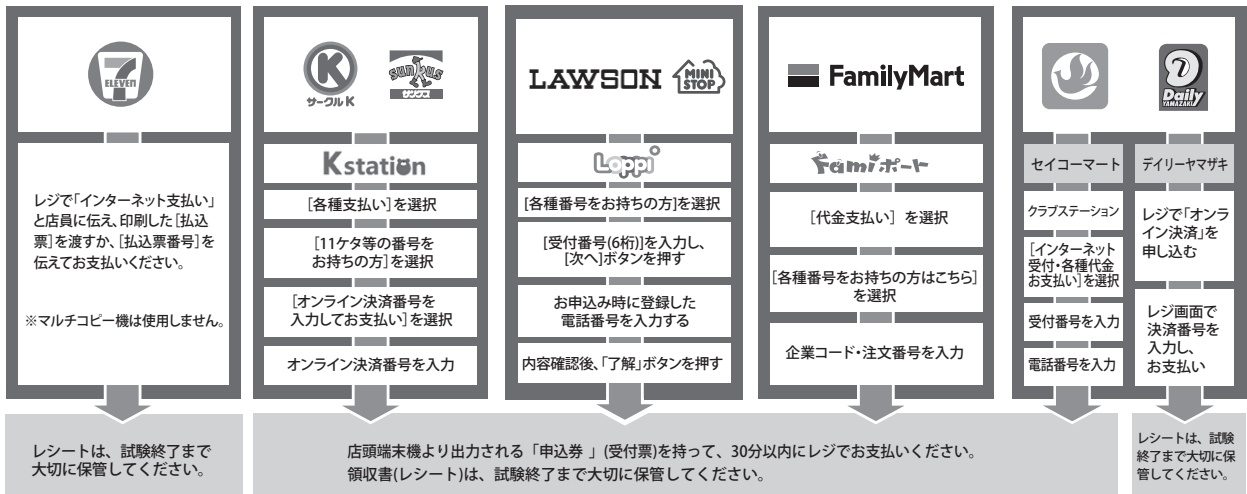 7
ELEVEN
レジで「インターネット支払い」
と店員に伝え、印刷した[払込
票]を渡すか、[払込票番号]を
伝えてお支払いください。
※マルチコピー機は使用しません。
レシートは、試験終了まで
大切に保管してください。
K
サークルK
sunkus
サンクス
Kstation
[各種支払い]を選択
[11ケタ等の番号を
お持ちの方]を選択
[オンライン決済番号を
入力してお支払い]を選択
オンライン決済番号を入力
LAWSON
MINI
STOP
Loppi
[各種番号をお持ちの方]を選択
[受付番号(6桁)]を入力し、
[次へ]ボタンを押す
お申込み時に登録した
電話番号を入力する
内容確認後、「了解」ボタンを押す
FamilyMart
Famiポート
[代金支払い] を選択
[各種番号をお持ちの方はこちら]
を選択
企業コード・注文番号を入力
セイコーマート
クラブステーション
[インターネット
受付・各種代金
お支払い]を選択
受付番号を入力
電話番号を入力
店頭端末機より出力される「申込券 」(受付票)を持って、30分以内にレジでお支払いください。
領収書(レシート)は、試験終了まで大切に保管してください。
D
Daily
YAMAZAKI
デイリーヤマザキ
レジで「オンラ
イン決済」を
申し込む
レジ画面で
決済番号を
入力し、
お支払い
レシートは、試験
終了まで大切に保
管してください。